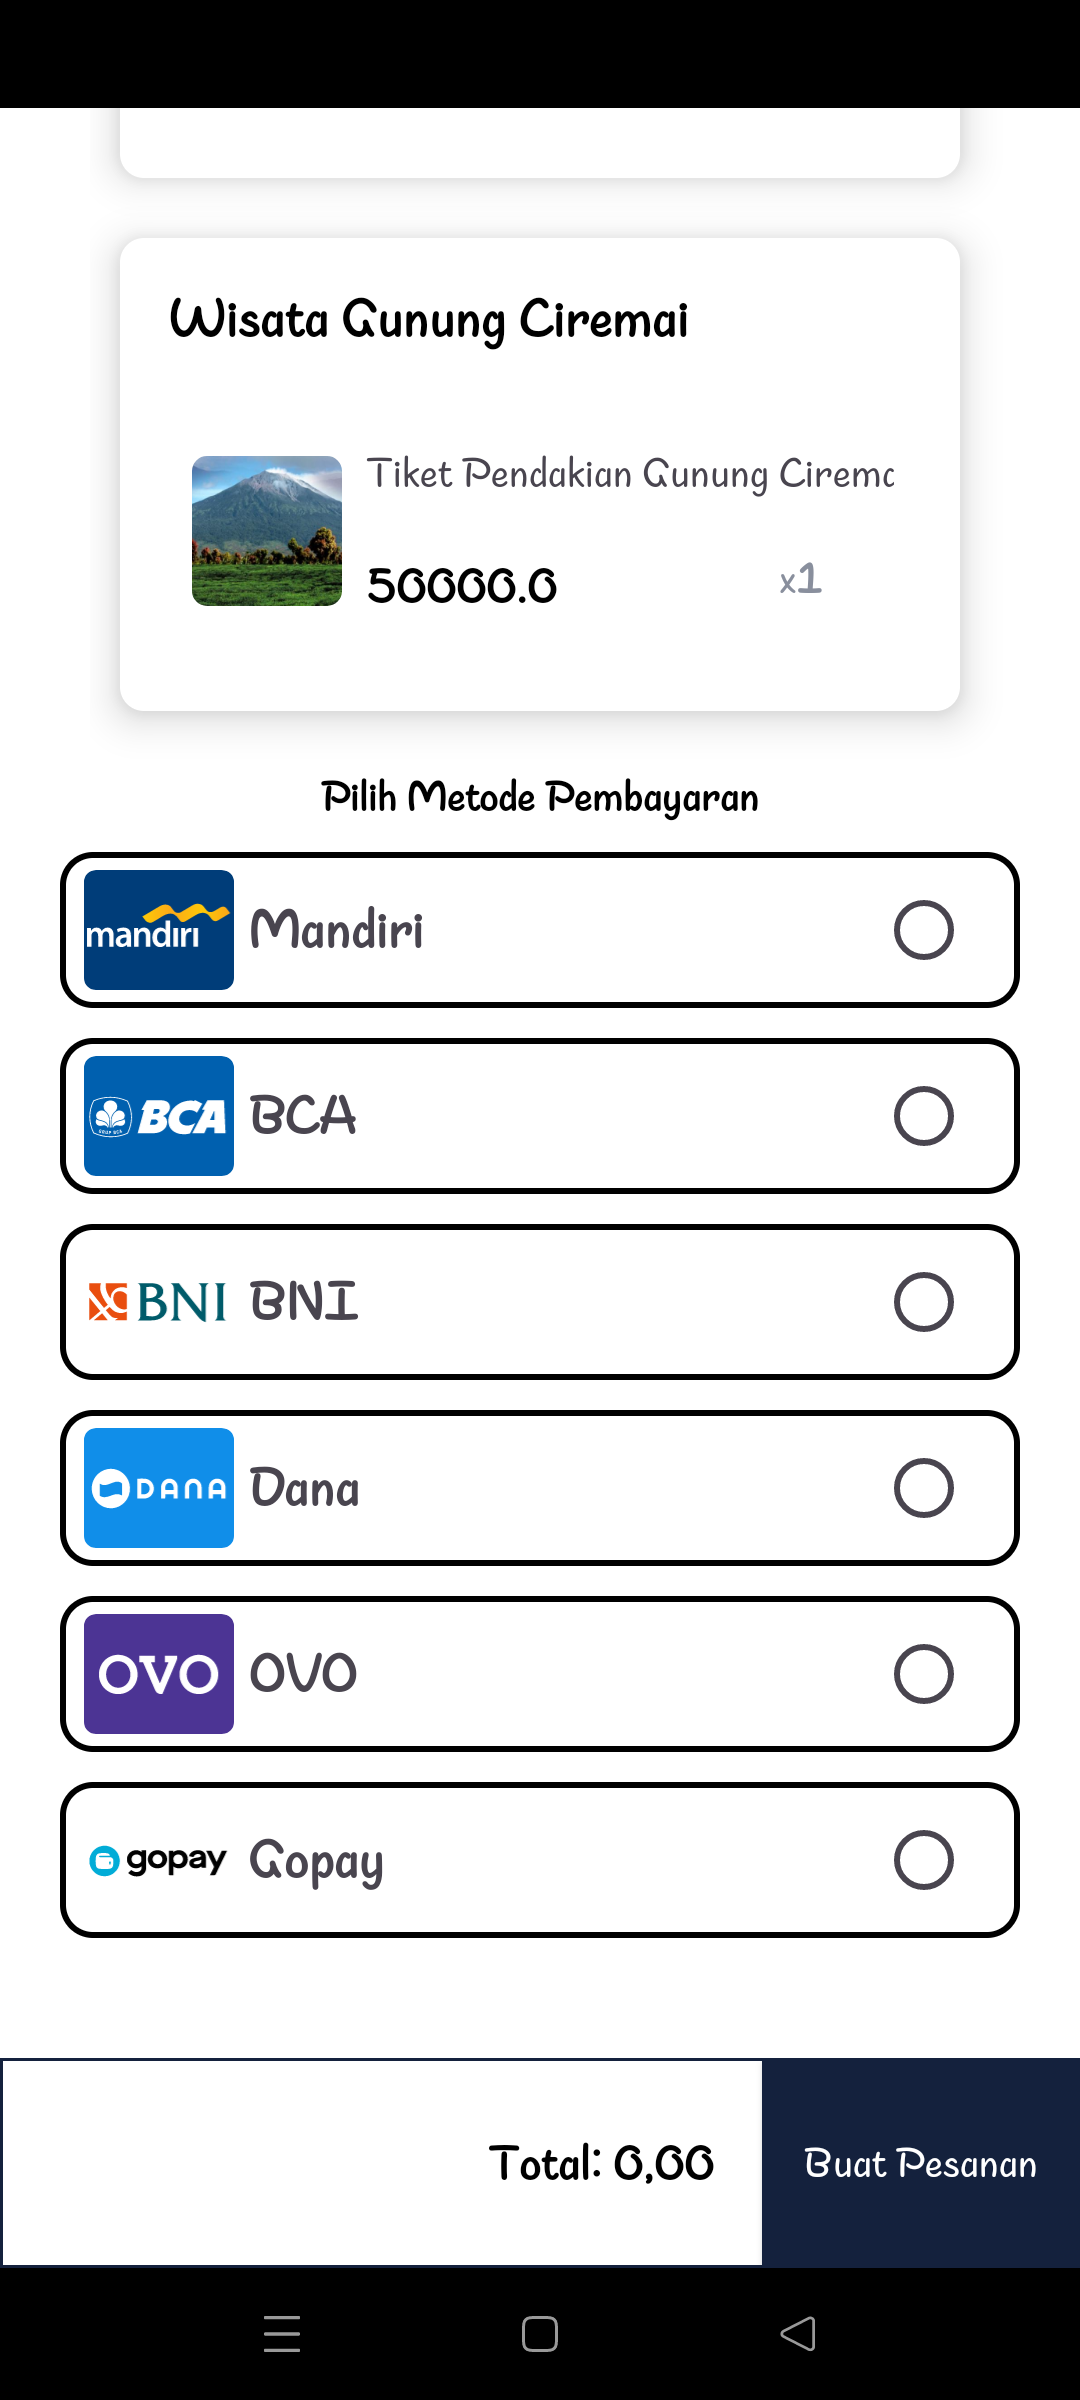 Wisata Gunung Ciremai
Tiket Pendakian Gunung Cirema
50000.0
x1
Pilih Metode Pembayaran
mandiri Mandiri
BCA BCA
BNI BNI
DANA Dana
OVO OVO
gopay Gopay
Total: 0,00
Buat Pesanan